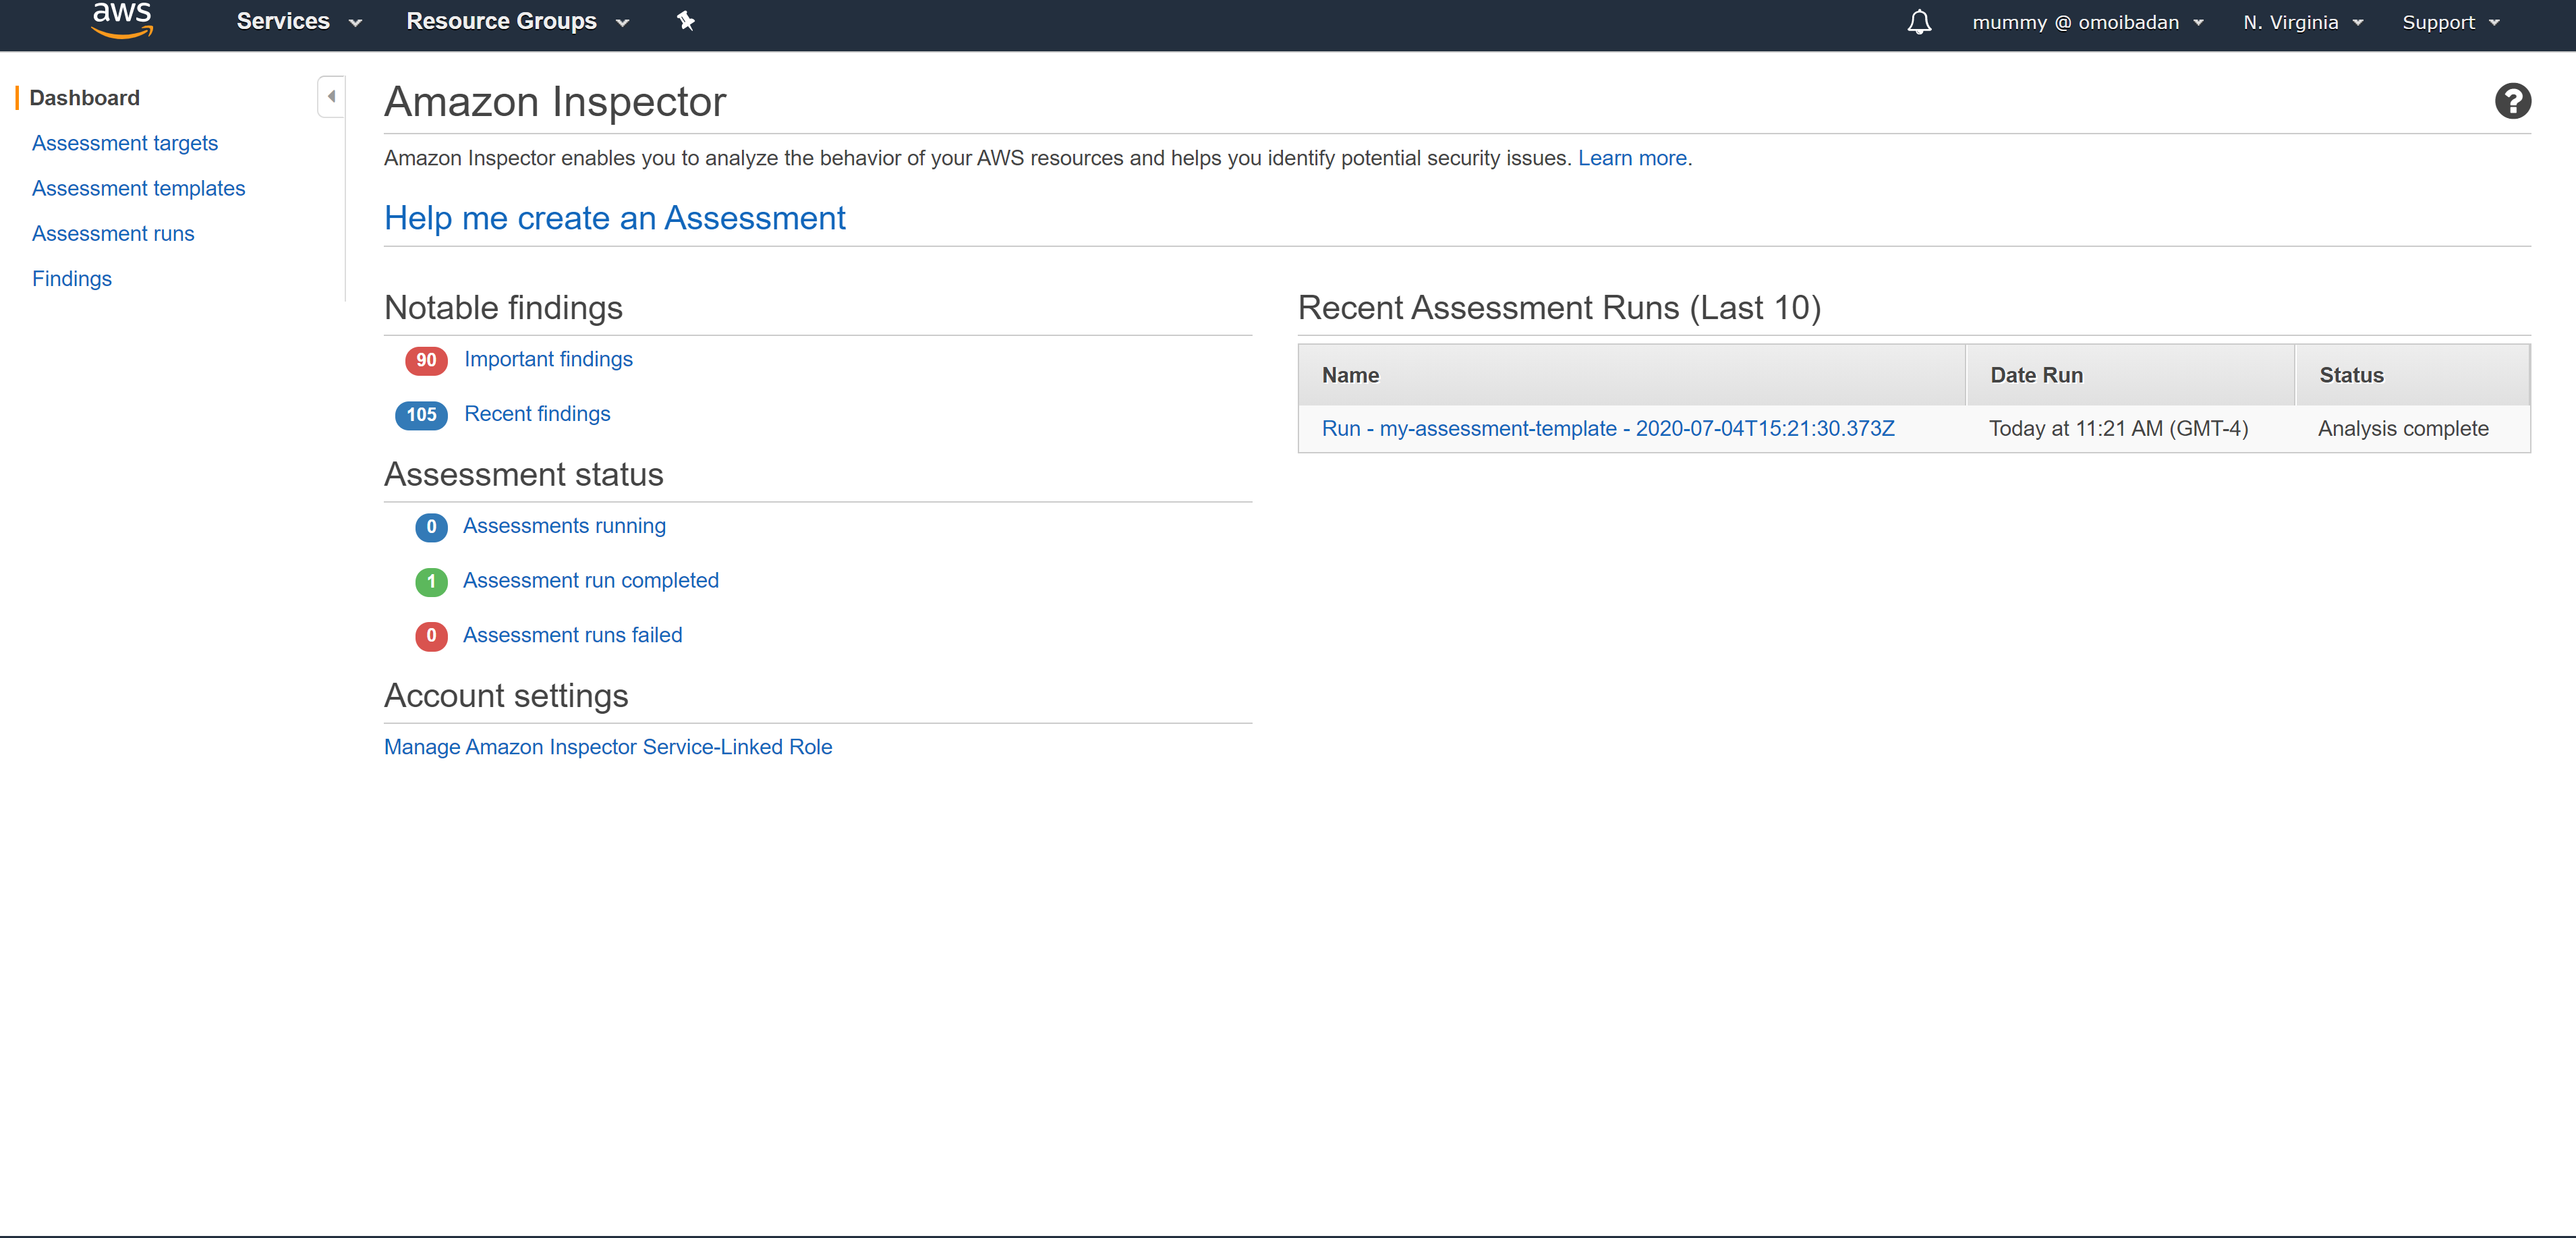 aws
Services
Resource Groups
mummy @ omoibadan
N. Virginia
Support
Dashboard
Assessment targets
Assessment templates
Assessment runs
Findings
Amazon Inspector
?
Amazon Inspector enables you to analyze the behavior of your AWS resources and helps you identify potential security issues. Learn more.
Help me create an Assessment
Notable findings
90 Important findings
105 Recent findings
Assessment status
0 Assessments running
1 Assessment run completed
0 Assessment runs failed
Account settings
Manage Amazon Inspector Service-Linked Role
Recent Assessment Runs (Last 10)
Name Date Run Status
Run - my-assessment-template - 2020-07-04T15:21:30.373Z Today at 11:21 AM (GMT-4) Analysis complete